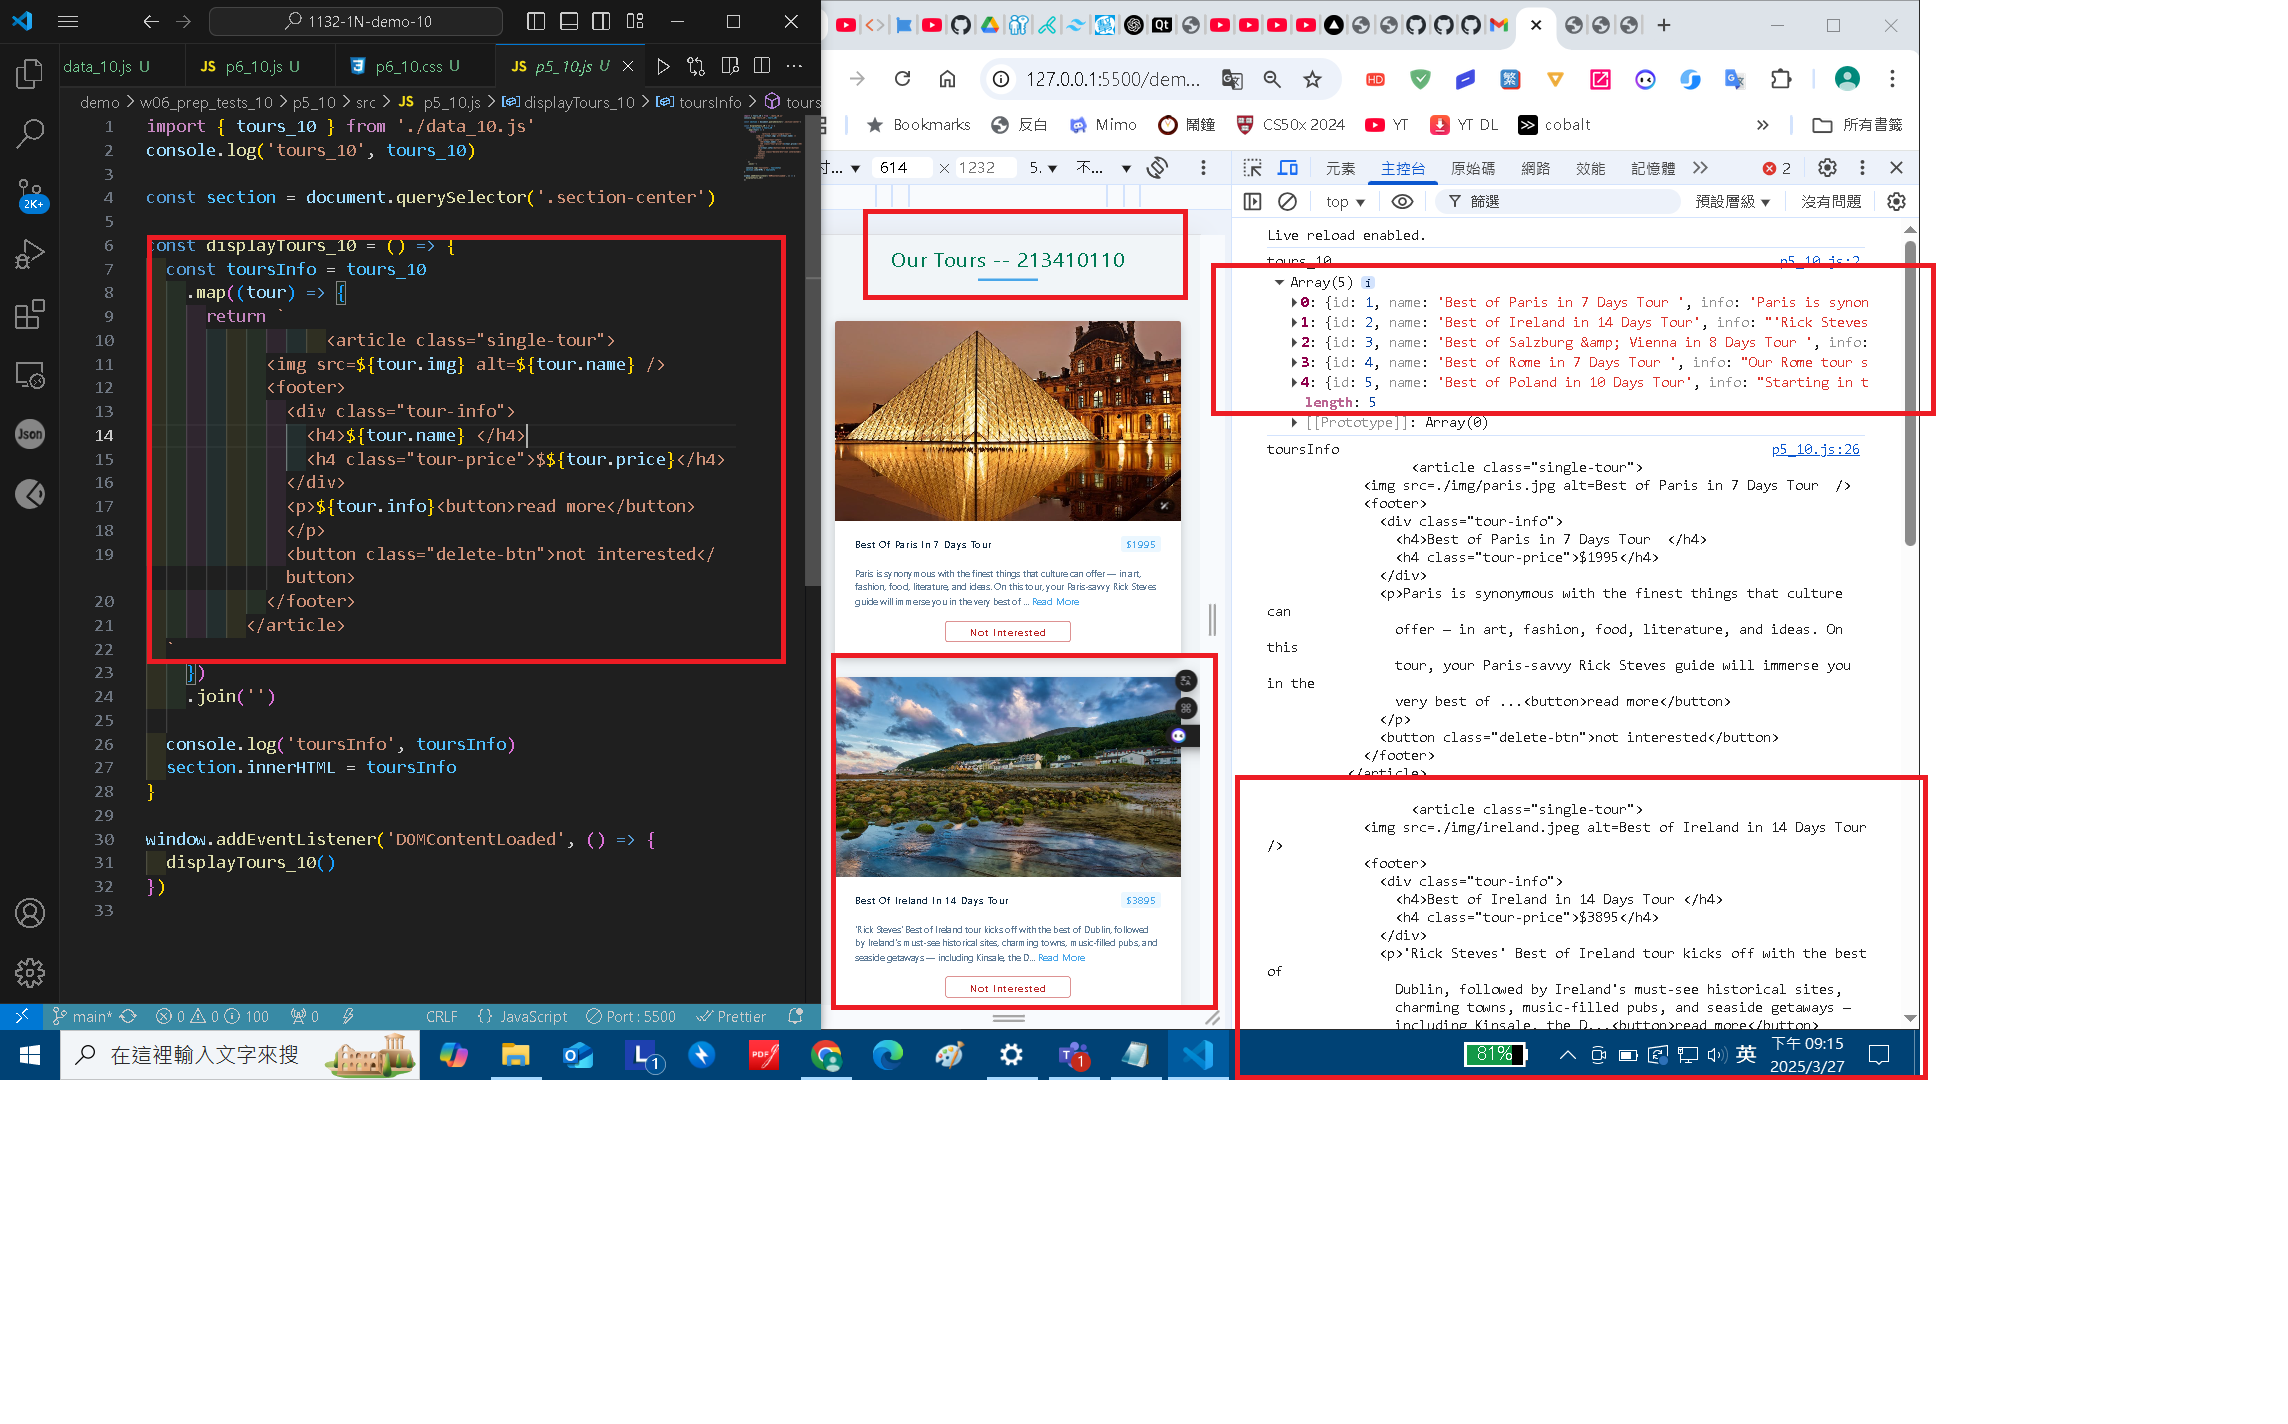 1132-1N-demo-10
data_10.js U
JS p6_10.js U
p6_10.css U
JS p5_10.js U
demo > w06_prep_tests_10 > p5_10 > src > JS p5_10.js > displayTours_10 > toursInfo > tours
1 import { tours_10 } from './data_10.js'
2 console.log('tours_10', tours_10)
3
4 const section = document.querySelector('.section-center')
5
6 const displayTours_10 = () => {
7 const toursInfo = tours_10
8 .map((tour) => {
9 return `
10 <article class="single-tour">
11 <img src=${tour.img} alt=${tour.name} />
12 <footer>
13 <div class="tour-info">
14 <h4>${tour.name} </h4>
15 <h4 class="tour-price">$${tour.price}</h4>
16 </div>
17 <p>${tour.info}<button>read more</button>
18 </p>
19 <button class="delete-btn">not interested</
button>
20 </footer>
21 </article>
22 `
23 })
24 .join('')
25
26 console.log('toursInfo', toursInfo)
27 section.innerHTML = toursInfo
28 }
29
30 window.addEventListener('DOMContentLoaded', () => {
31 displayTours_10()
32 })
33
2K+
Json
main* 0 0 100 0 CRLF {} JavaScript Port : 5500 Prettier
127.0.0.1:5500/dem...
Bookmarks 反白 Mimo 鬧鐘 CS50x 2024 YT YT DL cobalt » 所有書籤
寸... 614 × 1232 5. 不...
Our Tours -- 213410110
Best Of Paris In 7 Days Tour $1995
Paris is synonymous with the finest things that culture can offer — in art,
fashion, food, literature, and ideas. On this tour, your Paris-savvy Rick Steves
guide will immerse you in the very best of ... Read More
Not Interested
Best Of Ireland In 14 Days Tour $3895
'Rick Steves' Best of Ireland tour kicks off with the best of Dublin, followed
by Ireland's must-see historical sites, charming towns, music-filled pubs, and
seaside getaways — including Kinsale, the D... Read More
Not Interested
元素 主控台 原始碼 網路 效能 記憶體 » 2
top 篩選 預設層級 沒有問題
Live reload enabled.
tours_10 p5_10.js:2
Array(5) i
0: {id: 1, name: 'Best of Paris in 7 Days Tour ', info: 'Paris is synon
1: {id: 2, name: 'Best of Ireland in 14 Days Tour', info: "'Rick Steves
2: {id: 3, name: 'Best of Salzburg &amp; Vienna in 8 Days Tour ', info:
3: {id: 4, name: 'Best of Rome in 7 Days Tour ', info: "Our Rome tour s
4: {id: 5, name: 'Best of Poland in 10 Days Tour', info: "Starting in t
length: 5
[[Prototype]]: Array(0)
toursInfo p5_10.js:26
<article class="single-tour">
<img src=./img/paris.jpg alt=Best of Paris in 7 Days Tour />
<footer>
<div class="tour-info">
<h4>Best of Paris in 7 Days Tour </h4>
<h4 class="tour-price">$1995</h4>
</div>
<p>Paris is synonymous with the finest things that culture
can
offer — in art, fashion, food, literature, and ideas. On
this
tour, your Paris-savvy Rick Steves guide will immerse you
in the
very best of ...<button>read more</button>
</p>
<button class="delete-btn">not interested</button>
</footer>
</article>
<article class="single-tour">
<img src=./img/ireland.jpeg alt=Best of Ireland in 14 Days Tour
/>
<footer>
<div class="tour-info">
<h4>Best of Ireland in 14 Days Tour </h4>
<h4 class="tour-price">$3895</h4>
</div>
<p>'Rick Steves' Best of Ireland tour kicks off with the best
of
Dublin, followed by Ireland's must-see historical sites,
charming towns, music-filled pubs, and seaside getaways —
including Kinsale, the D...<button>read more</button>
在這裡輸入文字來搜
81%
英
下午 09:15
2025/3/27